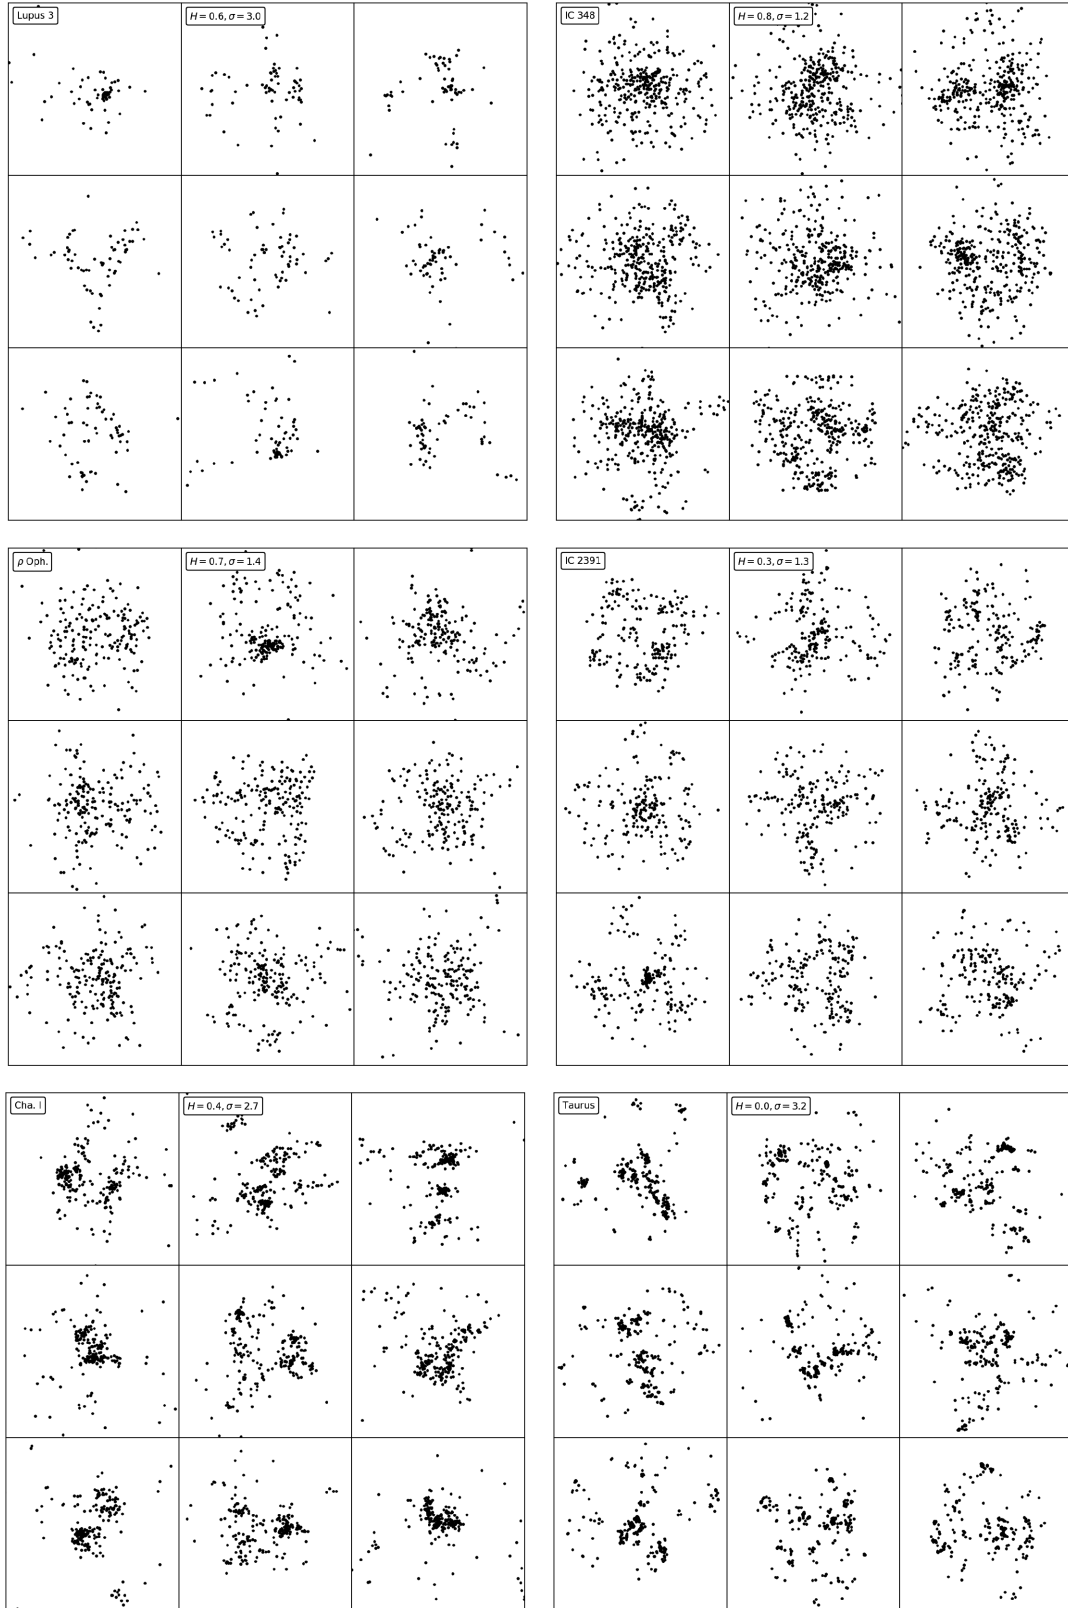 Lupus 3
H = 0.6, σ = 3.0
IC 348
H = 0.8, σ = 1.2
ρ Oph.
H = 0.7, σ = 1.4
IC 2391
H = 0.3, σ = 1.3
Cha. I
H = 0.4, σ = 2.7
Taurus
H = 0.0, σ = 3.2